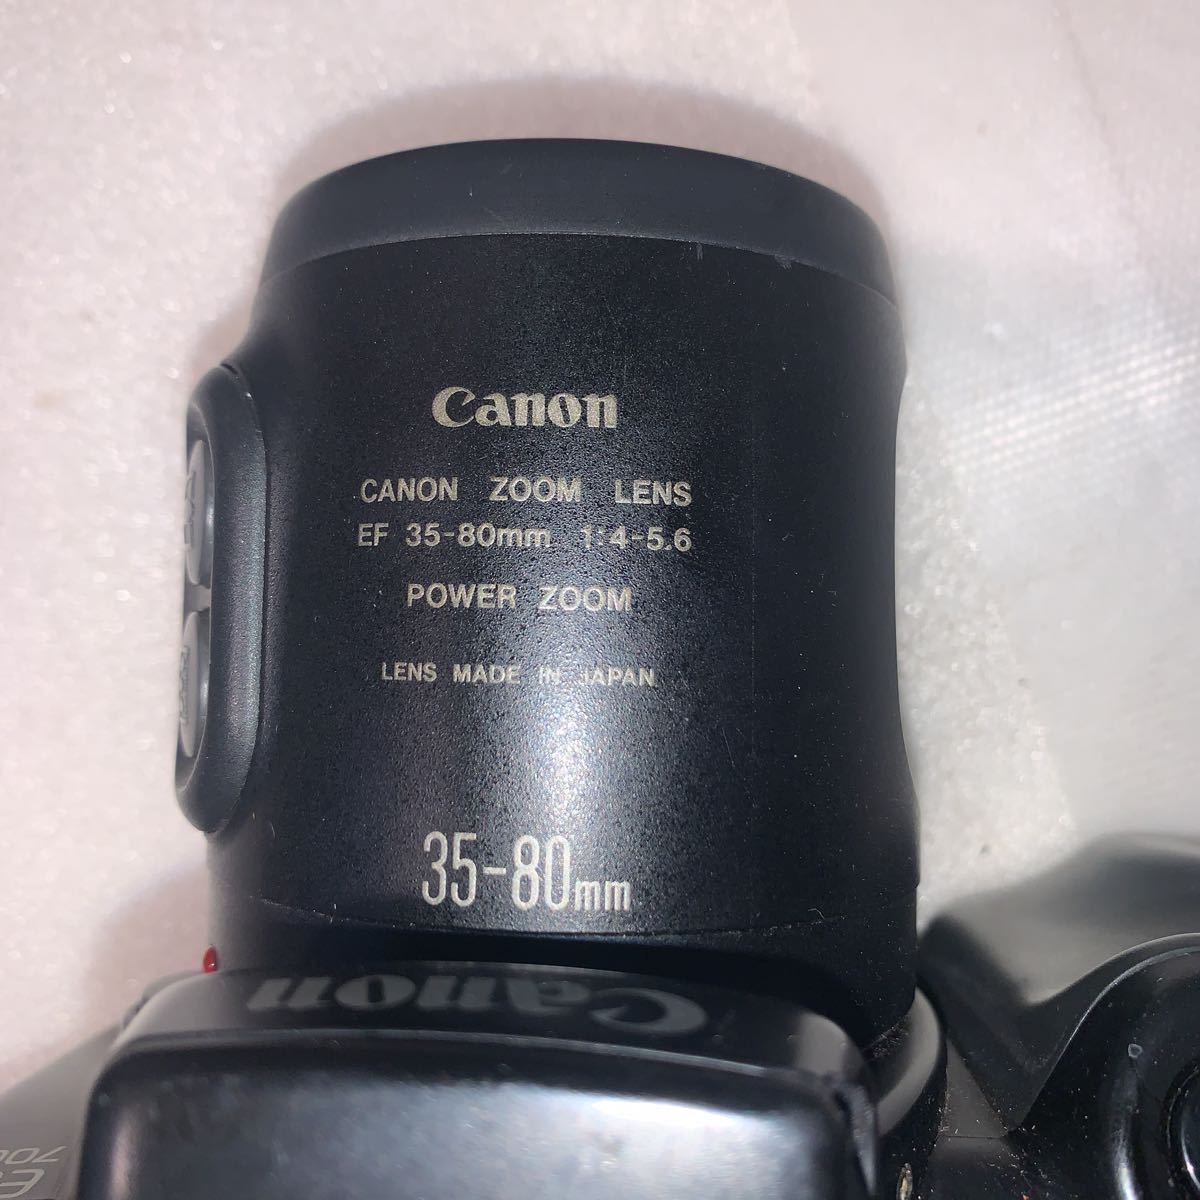 Canon
CANON ZOOM LENS
EF 35-80mm 1:4-5.6
POWER ZOOM
LENS MADE IN JAPAN
35-80mm
Canon